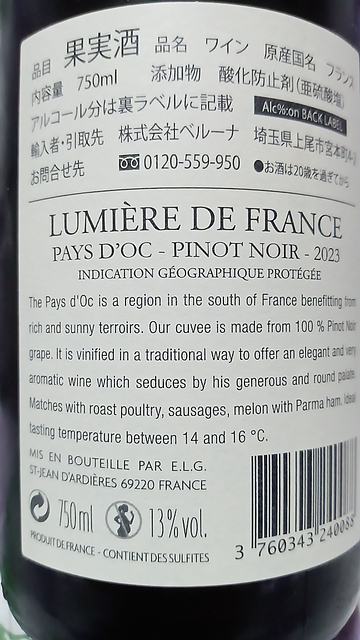 品目 果実酒 品名 ワイン 原産国名 フランス
内容量 750ml 添加物 酸化防止剤(亜硫酸塩)
アルコール分は裏ラベルに記載 Alc%:on BACK LABEL
輸入者・引取先 株式会社ベルーナ 埼玉県上尾市宮本町4-2
お問合せ先 0120-559-950 ●お酒は20歳を過ぎてから
LUMIÈRE DE FRANCE
PAYS D'OC - PINOT NOIR - 2023
INDICATION GÉOGRAPHIQUE PROTÉGÉE
The Pays d'Oc is a region in the south of France benefitting from
rich and sunny terroirs. Our cuvee is made from 100 % Pinot Noir
grape. It is vinified in a traditional way to offer an elegant and very
aromatic wine which seduces by his generous and round palate.
Matches with roast poultry, sausages, melon with Parma ham. Ideal
tasting temperature between 14 and 16 °C.
MIS EN BOUTEILLE PAR E.L.G.
ST-JEAN D'ARDIÈRES 69220 FRANCE
750 ml 13% vol.
PRODUIT DE FRANCE - CONTIENT DES SULFITES
3 760343 240088